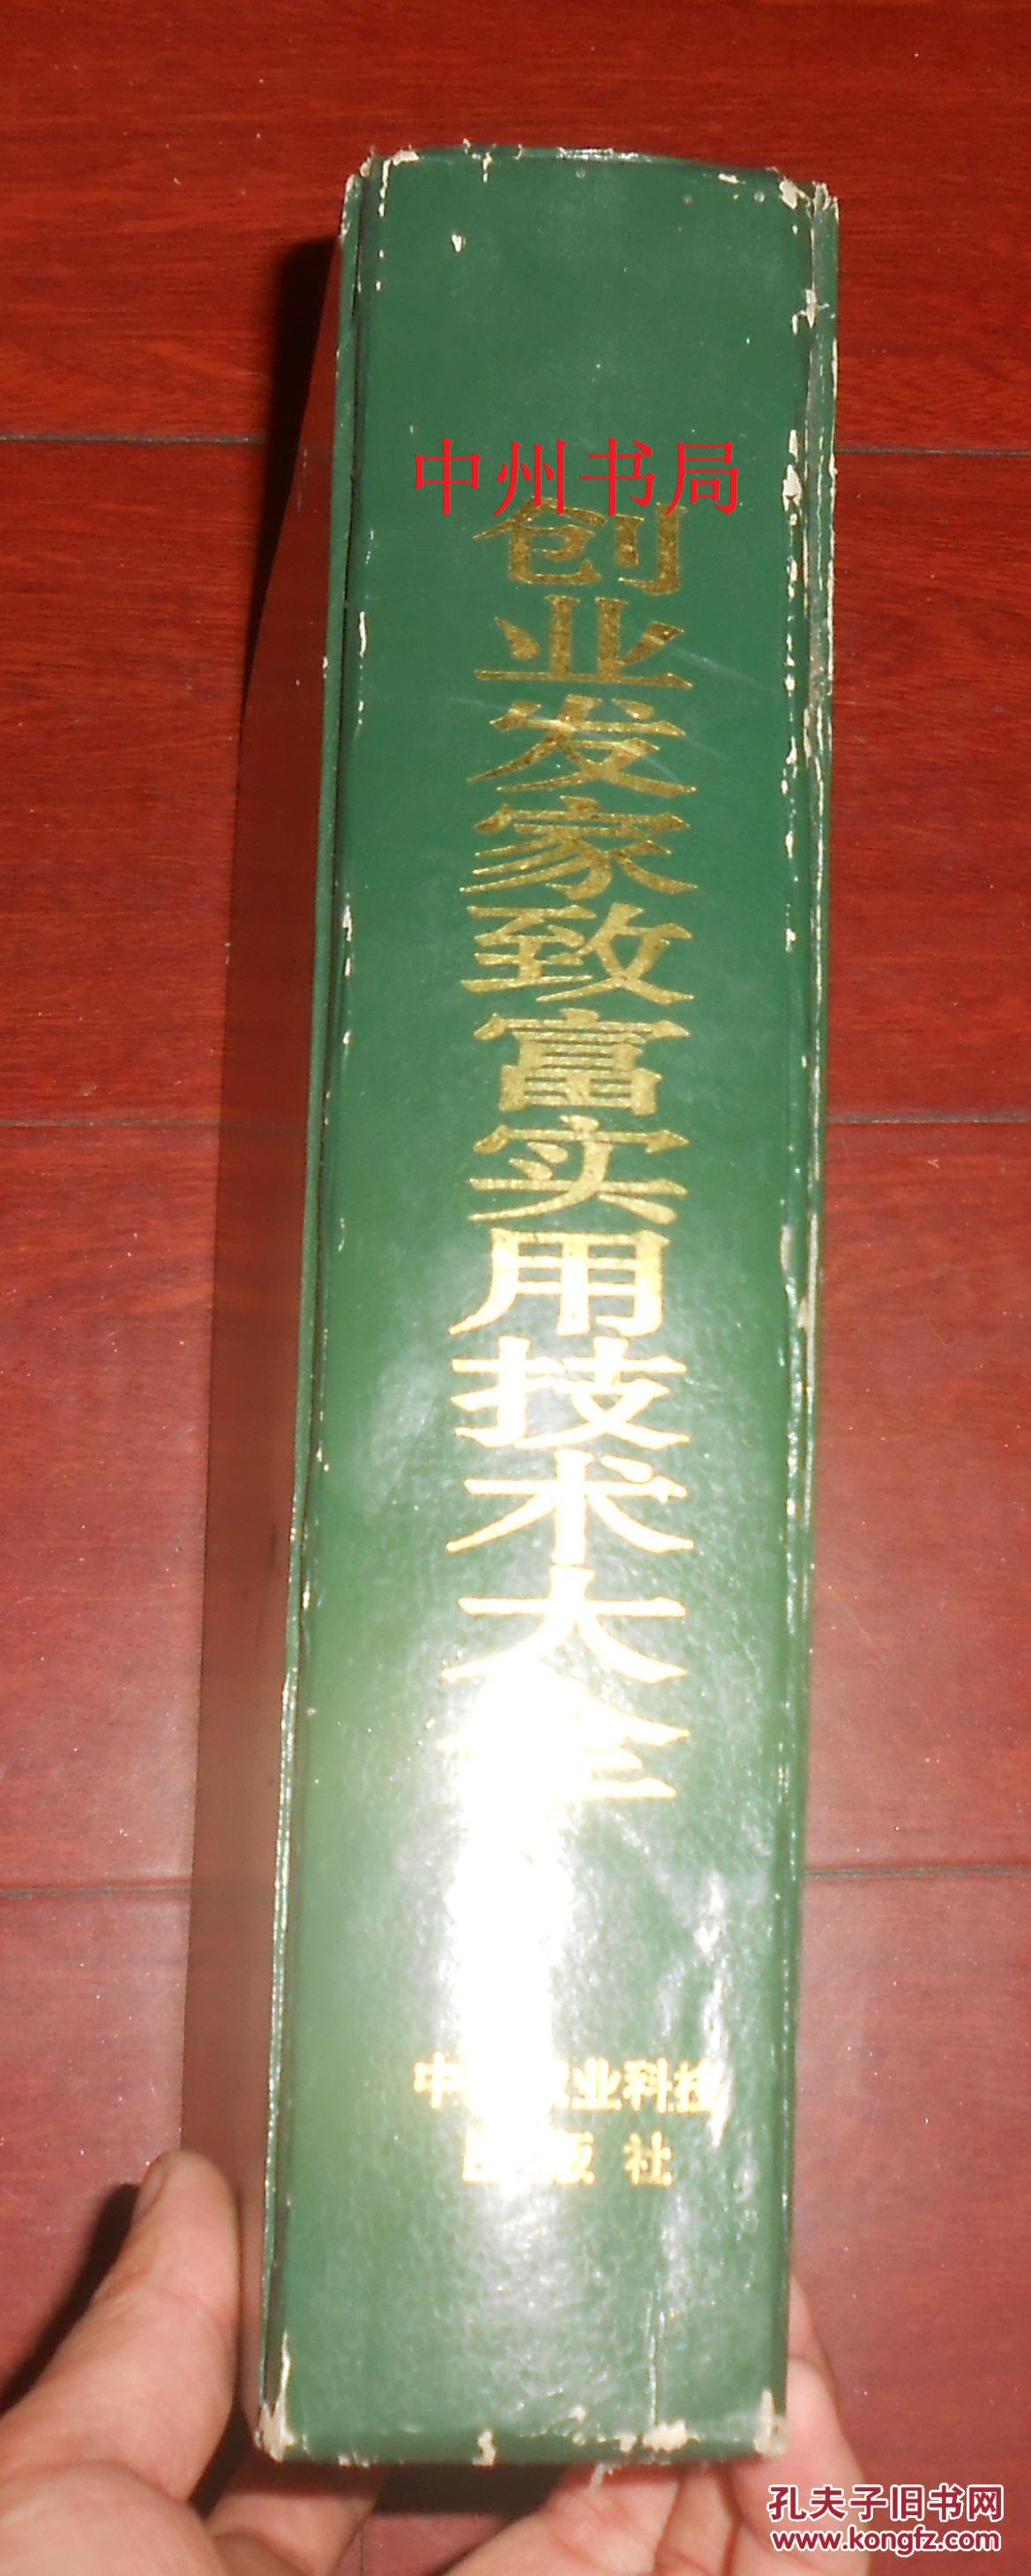 中州书局
创业发家致富实用技术大全
中 业科技
版社
孔夫子旧书网
www.kongfz.com